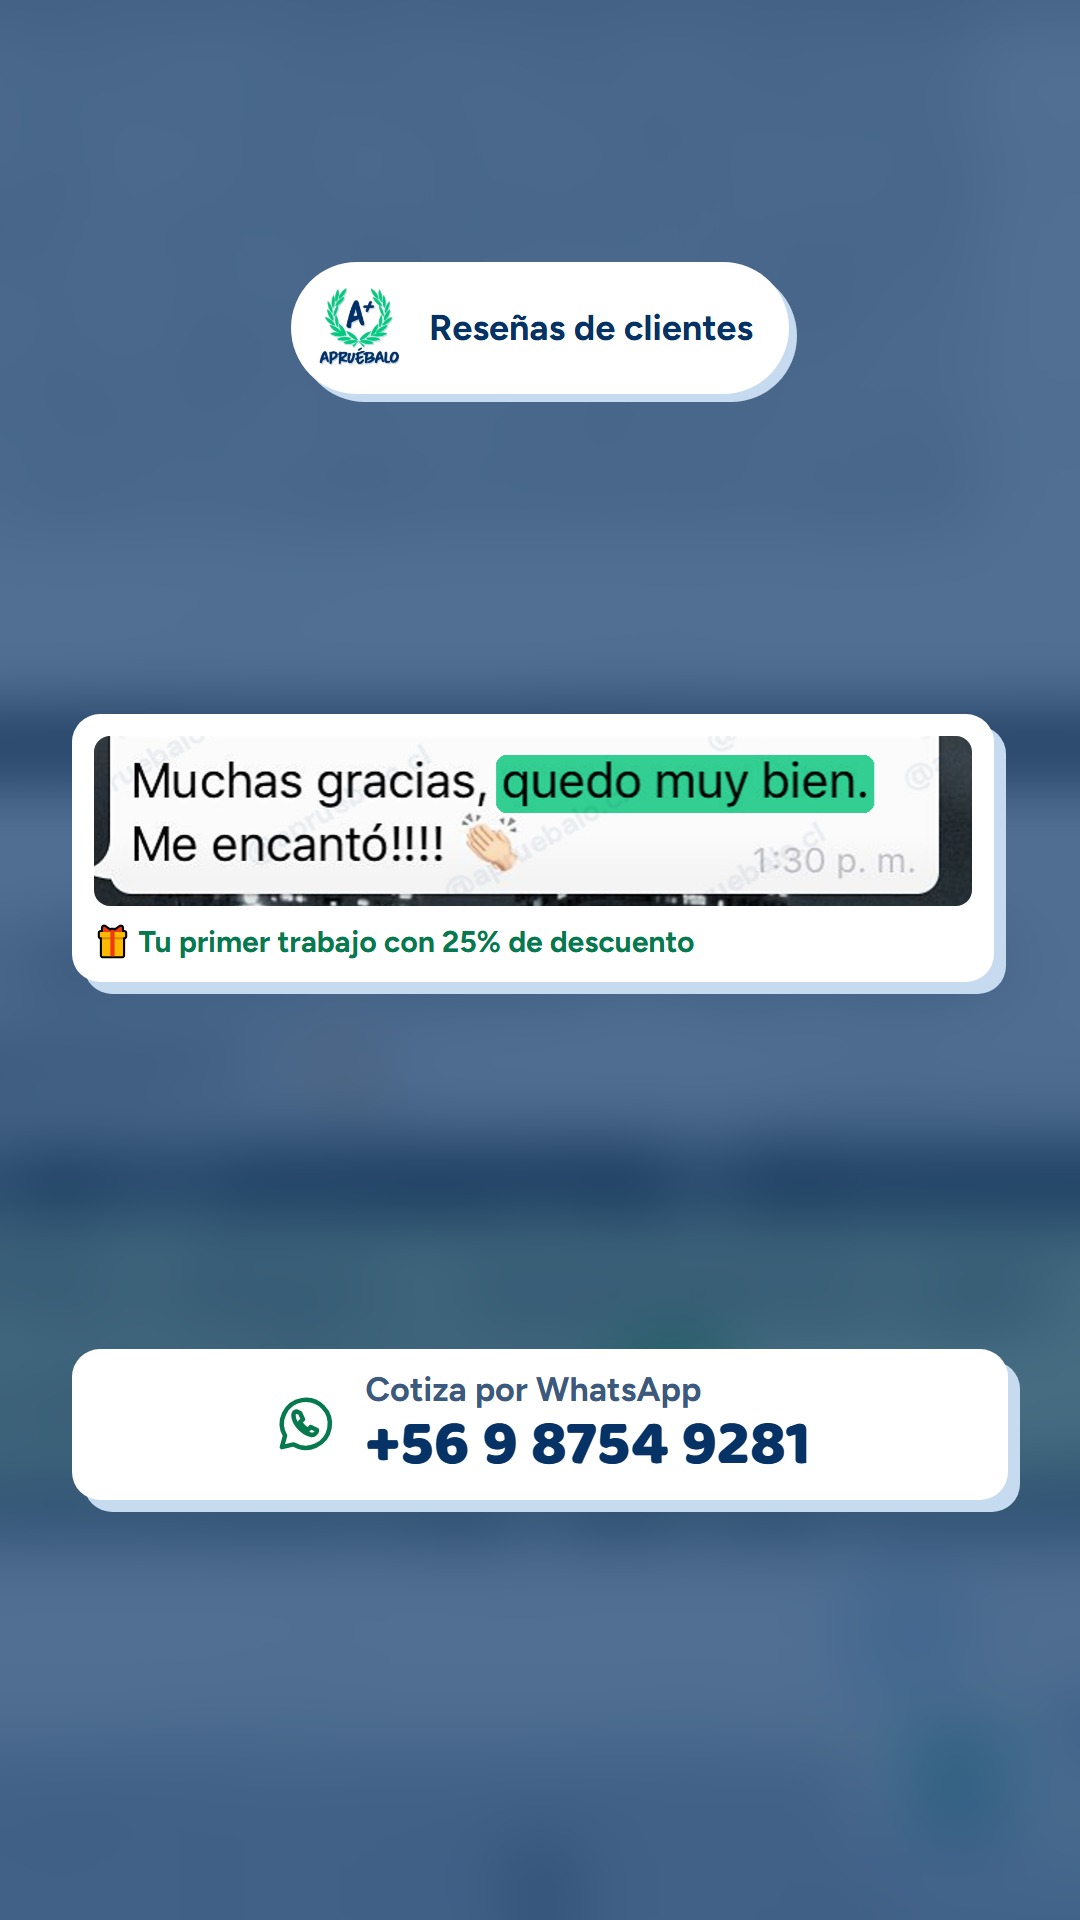 A+
APRUÉBALO
Reseñas de clientes
Muchas gracias, quedo muy bien.
Me encantó!!!! 👏🏻
1:30 p. m.
🎁 Tu primer trabajo con 25% de descuento
Cotiza por WhatsApp
+56 9 8754 9281